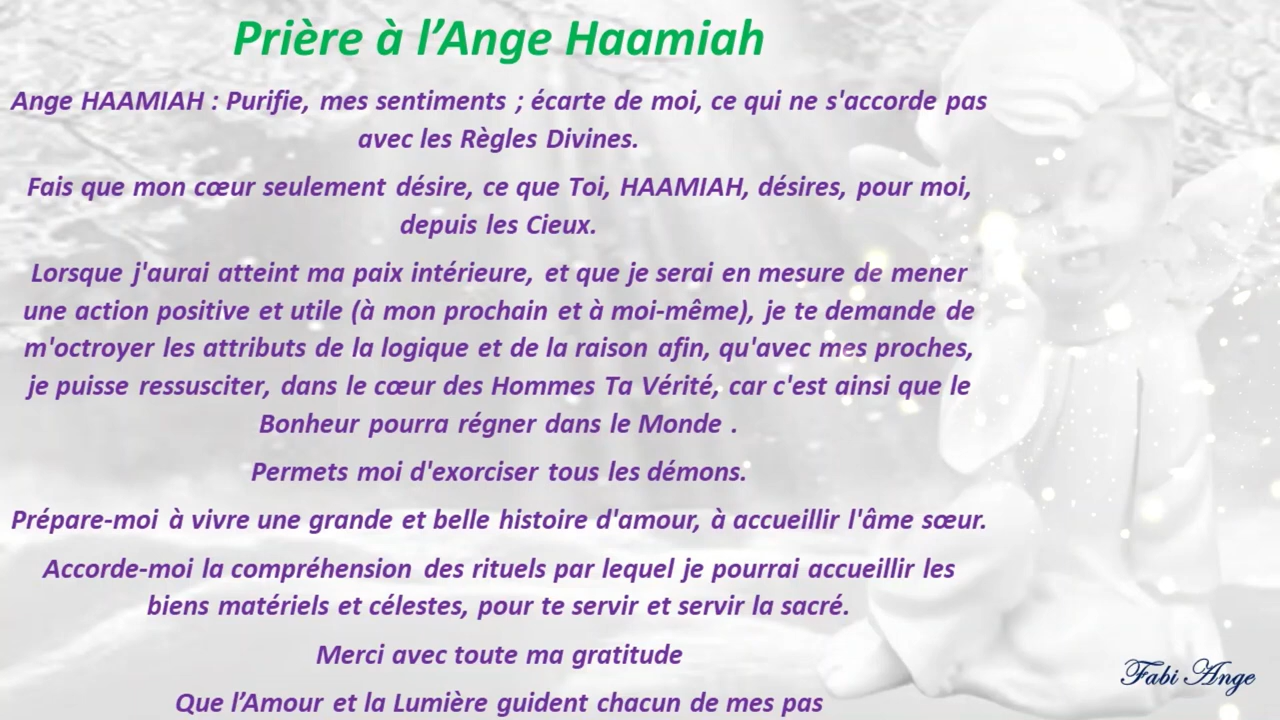 Prière à l’Ange Haamiah
Ange HAAMIAH : Purifie, mes sentiments ; écarte de moi, ce qui ne s'accorde pas
avec les Règles Divines.
Fais que mon cœur seulement désire, ce que Toi, HAAMIAH, désires, pour moi,
depuis les Cieux.
Lorsque j'aurai atteint ma paix intérieure, et que je serai en mesure de mener
une action positive et utile (à mon prochain et à moi-même), je te demande de
m'octroyer les attributs de la logique et de la raison afin, qu'avec mes proches,
je puisse ressusciter, dans le cœur des Hommes Ta Vérité, car c'est ainsi que le
Bonheur pourra régner dans le Monde .
Permets moi d'exorciser tous les démons.
Prépare-moi à vivre une grande et belle histoire d'amour, à accueillir l'âme sœur.
Accorde-moi la compréhension des rituels par lequel je pourrai accueillir les
biens matériels et célestes, pour te servir et servir la sacré.
Merci avec toute ma gratitude
Que l’Amour et la Lumière guident chacun de mes pas
Fabi Ange